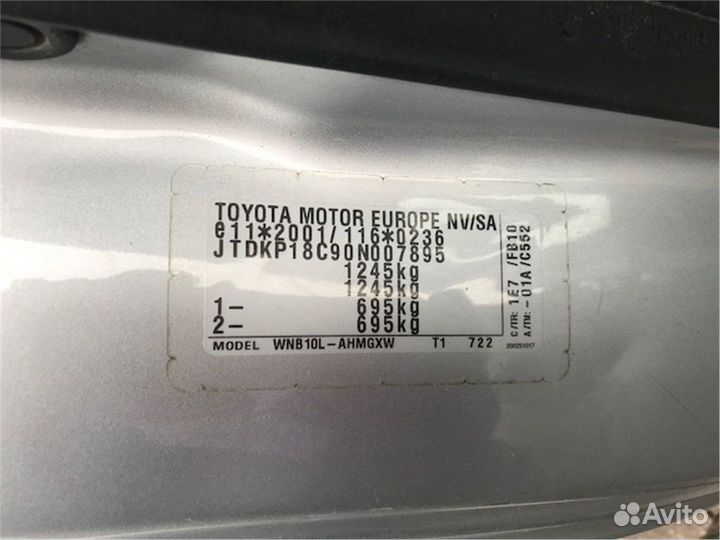 TOYOTA MOTOR EUROPE NV/SA
e11*2001/116*0236
JTDKP18C90N007895
1245kg
1245kg
1- 695kg
2- 695kg
MODEL WNB10L-AHMGXW T1 722
C/TR: 1E7 /FB10
A/TM: -01A/C552
Avito